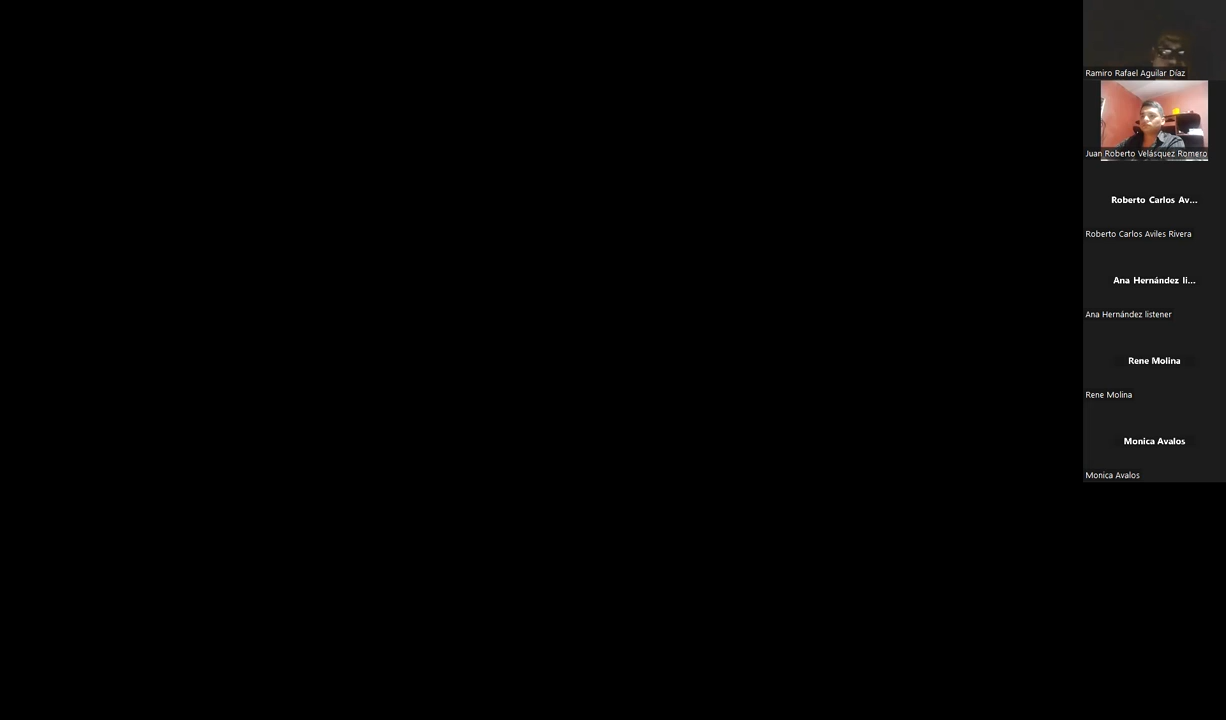 Ramiro Rafael Aguilar Díaz
Juan Roberto Velásquez Romero
Roberto Carlos Av...
Roberto Carlos Aviles Rivera
Ana Hernández li...
Ana Hernández listener
Rene Molina
Rene Molina
Monica Avalos
Monica Avalos